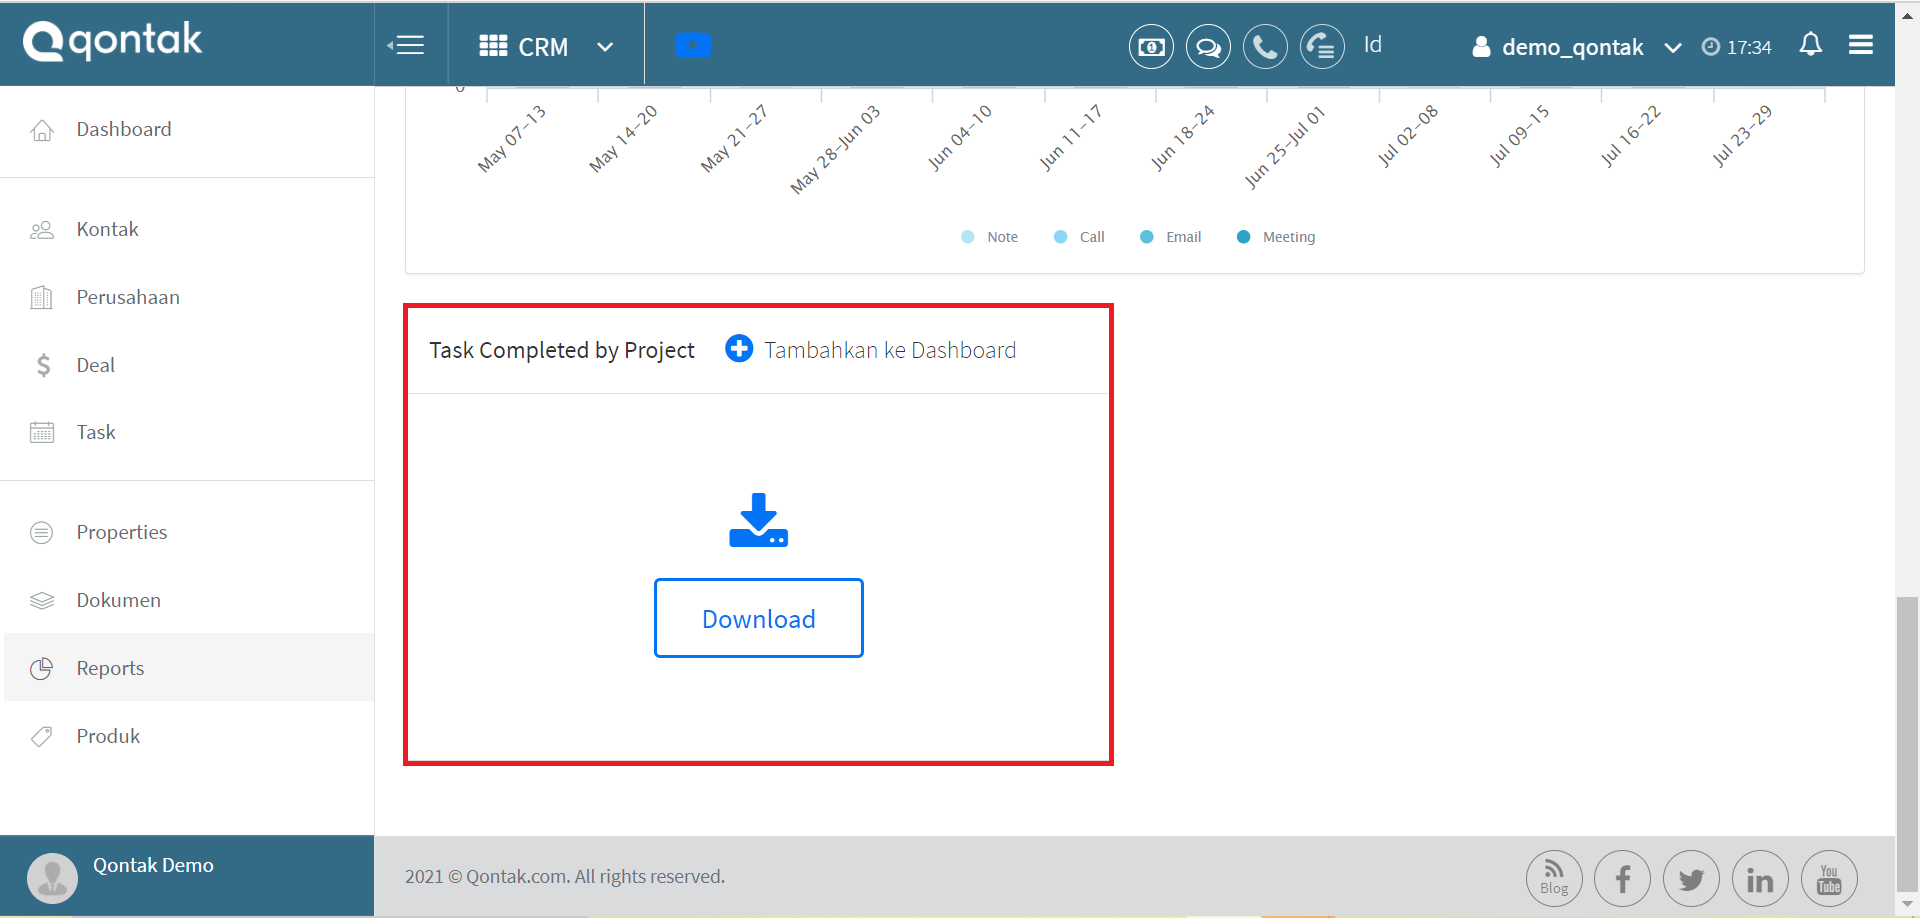 qontak
CRM
Id
demo_qontak
17:34
Dashboard
Kontak
Perusahaan
Deal
Task
Properties
Dokumen
Reports
Produk
Qontak Demo
0
May 07-13
May 14-20
May 21-27
May 28-Jun 03
Jun 04-10
Jun 11-17
Jun 18-24
Jun 25-Jul 01
Jul 02-08
Jul 09-15
Jul 16-22
Jul 23-29
Note
Call
Email
Meeting
Task Completed by Project
Tambahkan ke Dashboard
Download
2021 © Qontak.com. All rights reserved.
Blog
You
Tube